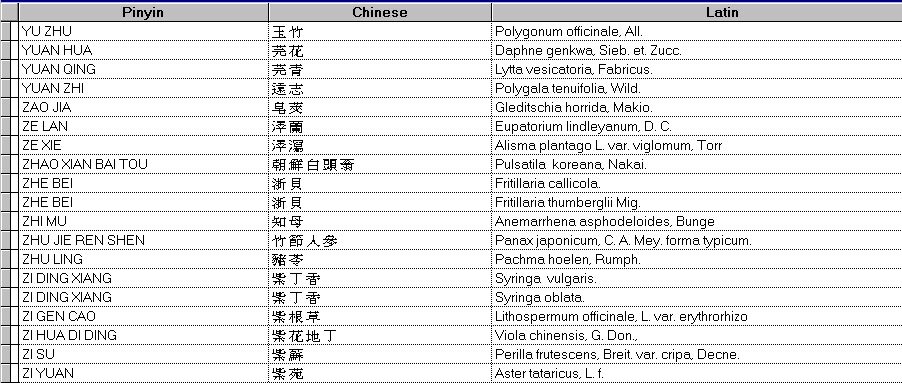 Pinyin Chinese Latin
YU ZHU 玉竹 Polygonum officinale, All.
YUAN HUA 芫花 Daphne genkwa, Sieb. et. Zucc.
YUAN QING 芫青 Lytta vesicatoria, Fabricus.
YUAN ZHI 遠志 Polygala tenuifolia, Wild.
ZAO JIA 皂莢 Gleditschia horrida, Makio.
ZE LAN 澤蘭 Eupatorium lindleyanum, D. C.
ZE XIE 澤瀉 Alisma plantago L. var. viglomum, Torr
ZHAO XIAN BAI TOU 朝鮮白頭翁 Pulsatila koreana, Nakai.
ZHE BEI 浙貝 Fritillaria callicola.
ZHE BEI 浙貝 Fritillaria thumberglii Mig.
ZHI MU 知母 Anemarrhena asphodeloides, Bunge
ZHU JIE REN SHEN 竹節人參 Panax japonicum, C. A. Mey. forma typicum.
ZHU LING 豬苓 Pachma hoelen, Rumph.
ZI DING XIANG 紫丁香 Syringa vulgaris.
ZI DING XIANG 紫丁香 Syringa oblata.
ZI GEN CAO 紫根草 Lithospermum officinale, L. var. erythrorhizo
ZI HUA DI DING 紫花地丁 Viola chinensis, G. Don.,
ZI SU 紫蘇 Perilla frutescens, Breit. var. cripa, Decne.
ZI YUAN 紫菀 Aster tataricus, L. f.